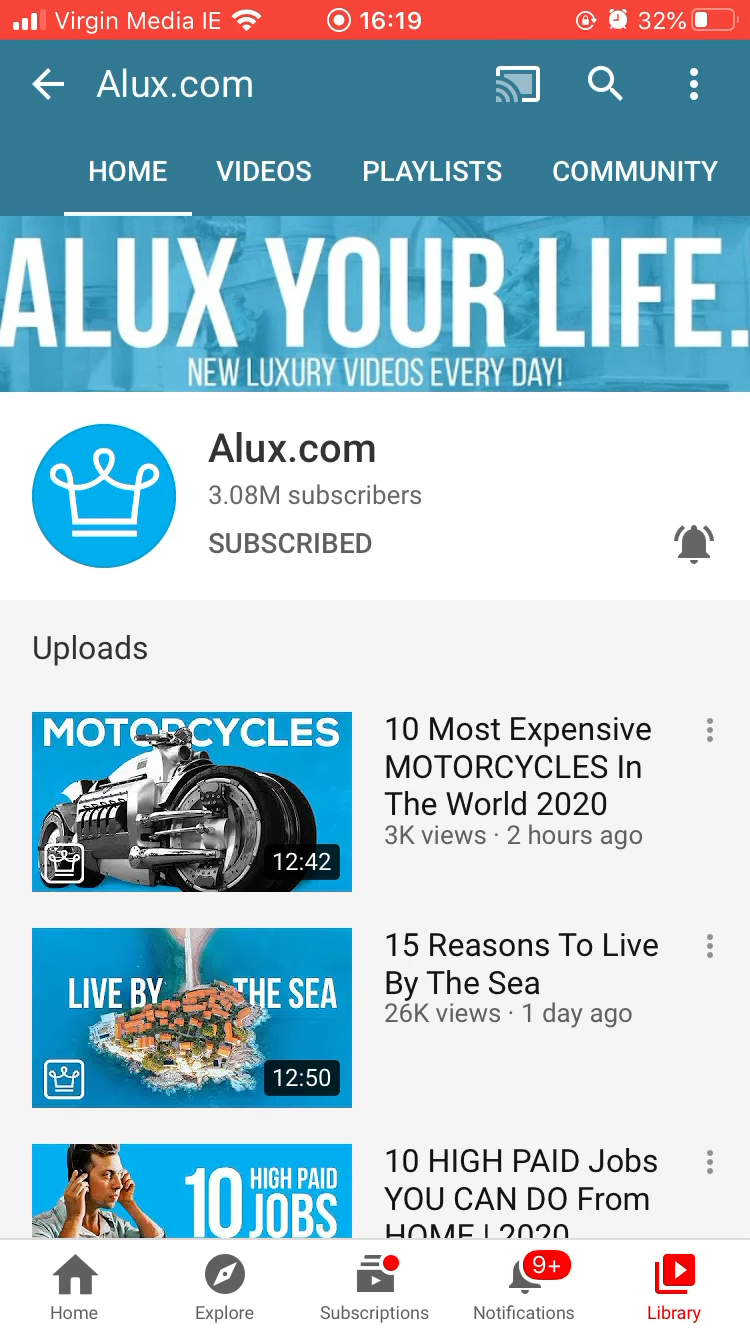 Virgin Media IE 16:19 32%
Alux.com
HOME VIDEOS PLAYLISTS COMMUNITY
ALUX YOUR LIFE.
NEW LUXURY VIDEOS EVERY DAY!
Alux.com
3.08M subscribers
SUBSCRIBED
Uploads
MOTORCYCLES
12:42
10 Most Expensive
MOTORCYCLES In
The World 2020
3K views · 2 hours ago
LIVE BY THE SEA
12:50
15 Reasons To Live
By The Sea
26K views · 1 day ago
10 HIGH PAID
JOBS
10 HIGH PAID Jobs
YOU CAN DO From
HOME | 2020
9+
Home Explore Subscriptions Notifications Library